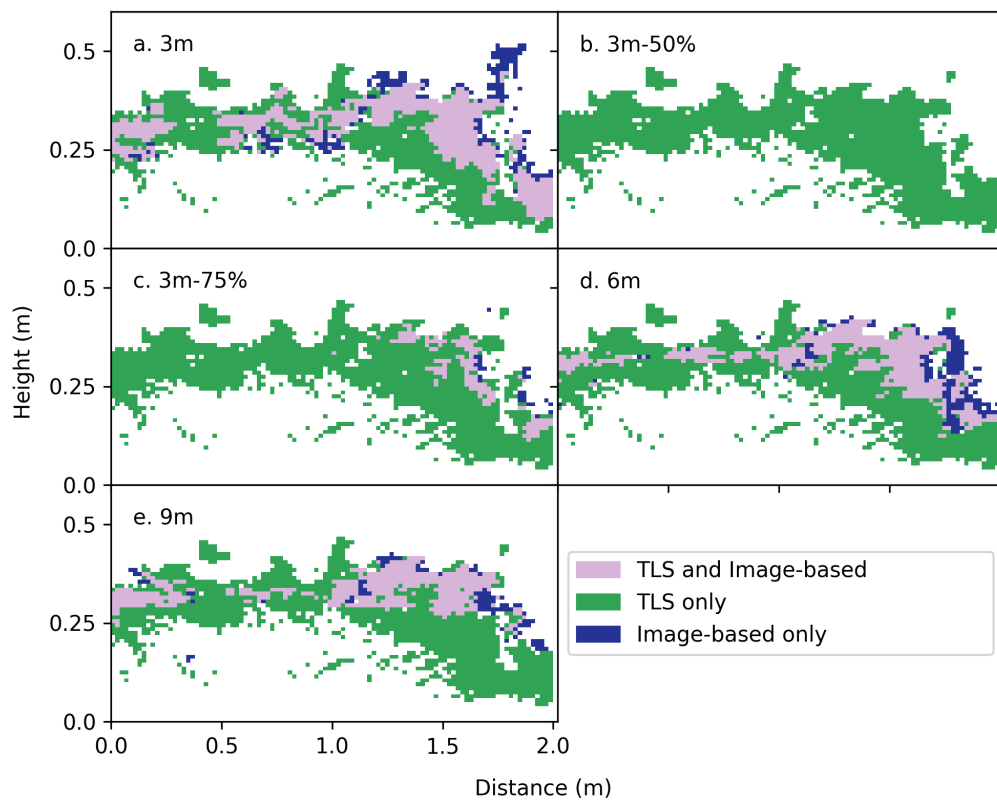 a. 3m
b. 3m-50%
0.5
0.25
0.0
c. 3m-75%
d. 6m
0.5
0.25
0.0
Height (m)
e. 9m
0.5
0.25
0.0
TLS and Image-based
TLS only
Image-based only
0.0 0.5 1.0 1.5 2.0
Distance (m)